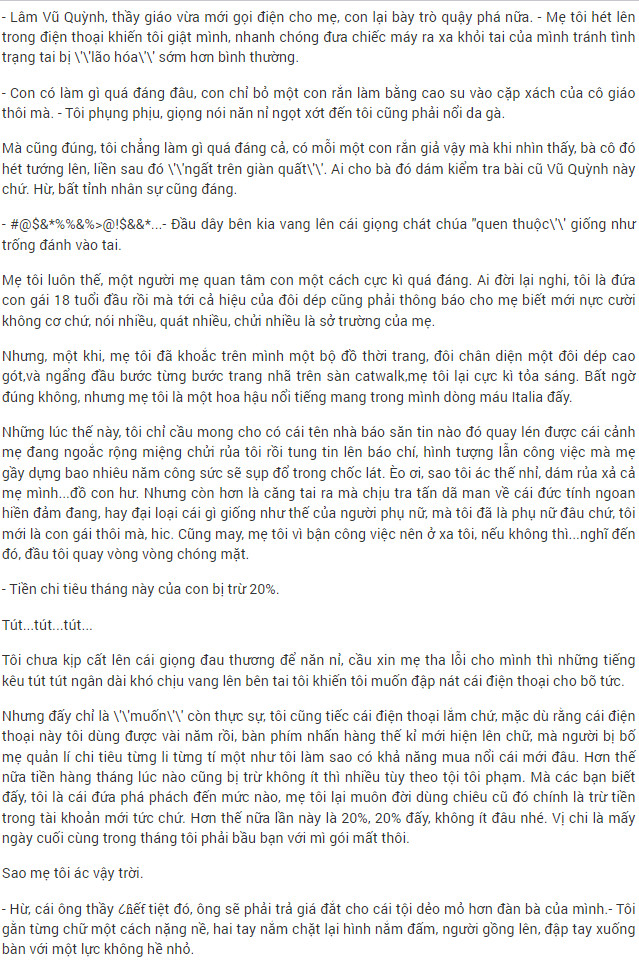 - Lâm Vũ Quỳnh, thầy giáo vừa mới gọi điện cho mẹ, con lại bày trò quậy phá nữa. - Mẹ tôi hét lên
trong điện thoại khiến tôi giật mình, nhanh chóng đưa chiếc máy ra xa khỏi tai của mình tránh tình
trạng tai bị \'\'lão hóa\'\' sớm hơn bình thường.
- Con có làm gì quá đáng đâu, con chỉ bỏ một con rắn làm bằng cao su vào cặp xách của cô giáo
thôi mà. - Tôi phụng phịu, giọng nói năn nỉ ngọt xớt đến tôi cũng phải nổi da gà.
Mà cũng đúng, tôi chẳng làm gì quá đáng cả, có mỗi một con rắn giả vậy mà khi nhìn thấy, bà cô đó
hét tướng lên, liền sau đó \'\'ngất trên giàn quất\'\'. Ai cho bà đó dám kiểm tra bài cũ Vũ Quỳnh này
chứ. Hừ, bất tỉnh nhân sự cũng đáng.
- #@$&*%%&%>@!$&&*...- Đầu dây bên kia vang lên cái giọng chát chúa "quen thuộc\'\' giống như
trống đánh vào tai.
Mẹ tôi luôn thế, một người mẹ quan tâm con một cách cực kì quá đáng. Ai đời lại nghi, tôi là đứa
con gái 18 tuổi đầu rồi mà tới cả hiệu của đôi dép cũng phải thông báo cho mẹ biết mới nực cười
không cơ chứ, nói nhiều, quát nhiều, chửi nhiều là sở trường của mẹ.
Nhưng, một khi, mẹ tôi đã khoắc trên mình một bộ đồ thời trang, đôi chân diện một đôi dép cao
gót,và ngẩng đầu bước từng bước trang nhã trên sàn catwalk,mẹ tôi lại cực kì tỏa sáng. Bất ngờ
đúng không, nhưng mẹ tôi là một hoa hậu nổi tiếng mang trong mình dòng máu Italia đấy.
Những lúc thế này, tôi chỉ cầu mong cho có cái tên nhà báo săn tin nào đó quay lén được cái cảnh
mẹ đang ngoắc rộng miệng chửi rủa tôi rồi tung tin lên báo chí, hình tượng lẫn công việc mà mẹ
gầy dựng bao nhiêu năm công sức sẽ sụp đổ trong chốc lát. Èo ơi, sao tôi ác thế nhỉ, dám rủa xả cả
mẹ mình...đồ con hư. Nhưng còn hơn là căng tai ra mà chịu tra tấn dã man về cái đức tính ngoan
hiền đảm đang, hay đại loại cái gì giống như thế của người phụ nữ, mà tôi đã là phụ nữ đâu chứ, tôi
mới là con gái thôi mà, hic. Cũng may, mẹ tôi vì bận công việc nên ở xa tôi, nếu không thì...nghĩ đến
đó, đầu tôi quay vòng vòng chóng mặt.
- Tiền chi tiêu tháng này của con bị trừ 20%.
Tút...tút...tút...
Tôi chưa kịp cất lên cái giọng đau thương để năn nỉ, cầu xin mẹ tha lỗi cho mình thì những tiếng
kêu tút tút ngân dài khó chịu vang lên bên tai tôi khiến tôi muốn đập nát cái điện thoại cho bõ tức.
Nhưng đấy chỉ là \'\'muốn\'\' còn thực sự, tôi cũng tiếc cái điện thoại lắm chứ, mặc dù rằng cái điện
thoại này tôi dùng được vài năm rồi, bàn phím nhấn hàng thế kỉ mới hiện lên chữ, mà người bị bố
mẹ quản lí chi tiêu từng li từng tí một như tôi làm sao có khả năng mua nổi cái mới đâu. Hơn thế
nữa tiền hàng tháng lúc nào cũng bị trừ không ít thì nhiều tùy theo tội tôi phạm. Mà các bạn biết
đấy, tôi là cái đứa phá phách đến mức nào, mẹ tôi lại muôn đời dùng chiêu cũ đó chính là trừ tiền
trong tài khoản mới tức chứ. Hơn thế nữa lần này là 20%, 20% đấy, không ít đâu nhé. Vị chi là mấy
ngày cuối cùng trong tháng tôi phải bầu bạn với mì gói mất thôi.
Sao mẹ tôi ác vậy trời.
- Hừ, cái ông thầy ૮ɦếƭ tiệt đó, ông sẽ phải trả giá đắt cho cái tội dẻo mỏ hơn đàn bà của mình.- Tôi
gằn từng chữ một cách nặng nề, hai tay nắm chặt lại hình nắm đấm, người gồng lên, đập tay xuống
bàn với một lực không hề nhỏ.